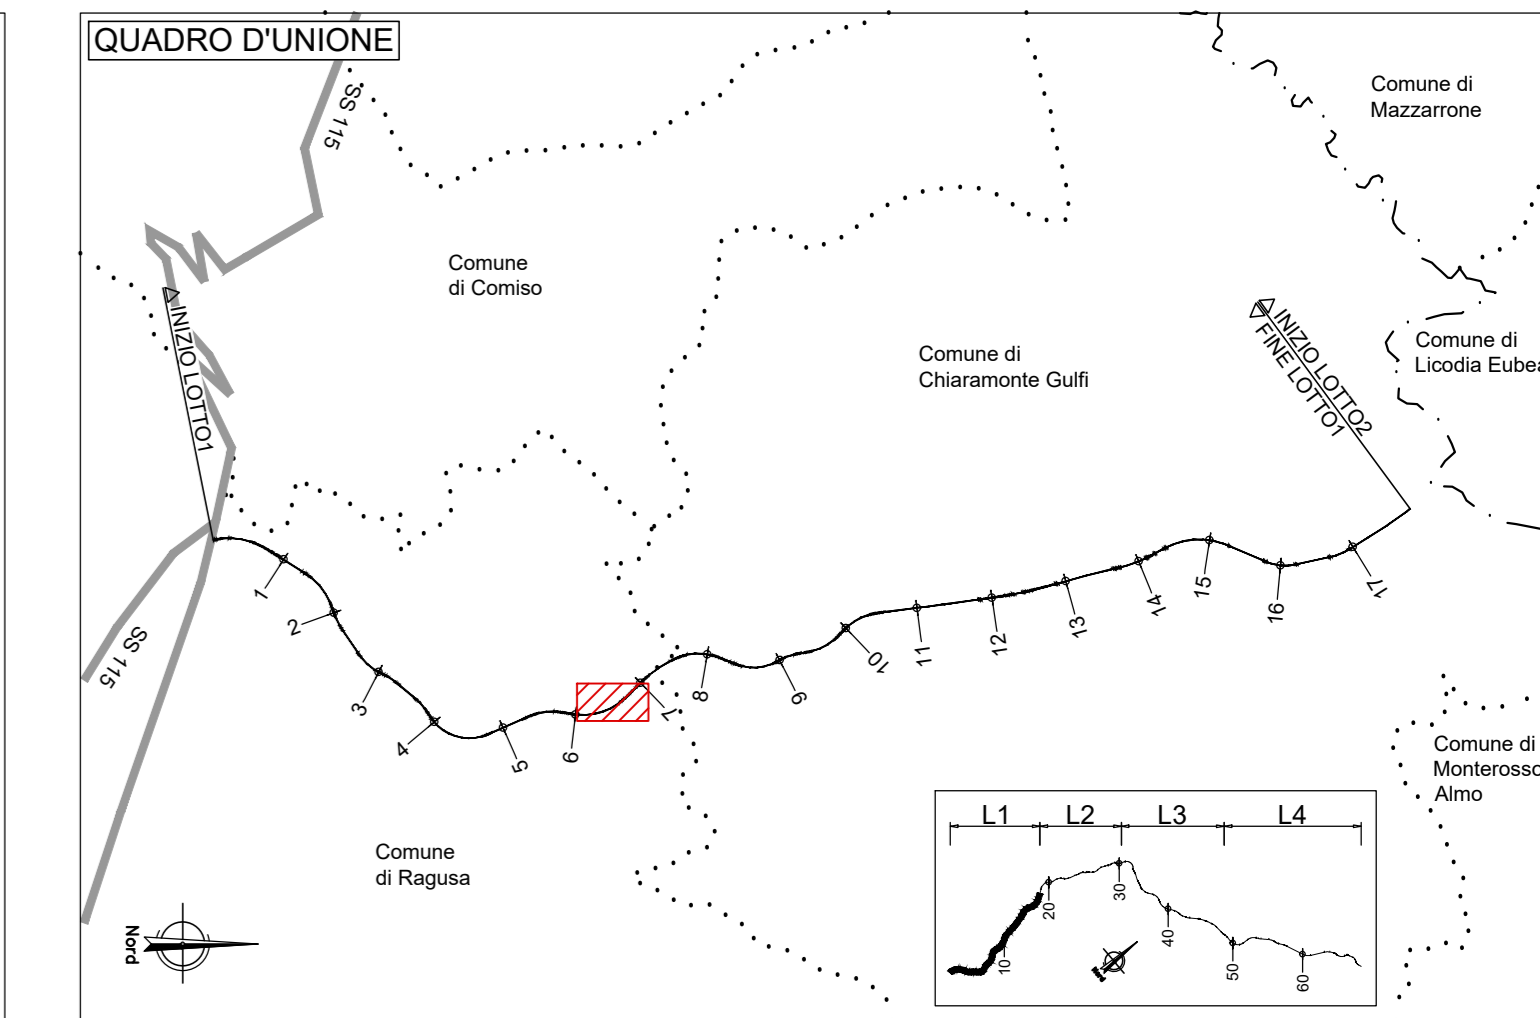 QUADRO D'UNIONE
SS 115
Comune di
Mazzarrone
Comune
di Comiso
INIZIO LOTTO1
INIZIO LOTTO2
FINE LOTTO1
Comune di
Chiaramonte Gulfi
Comune di
Licodia Eubea
SS 115
1
2
3
4
5
6
7
8
9
10
11
12
13
14
15
16
17
Comune di
Monterosso
Almo
Comune
di Ragusa
Nord
L1 L2 L3 L4
10
20
30
40
50
60